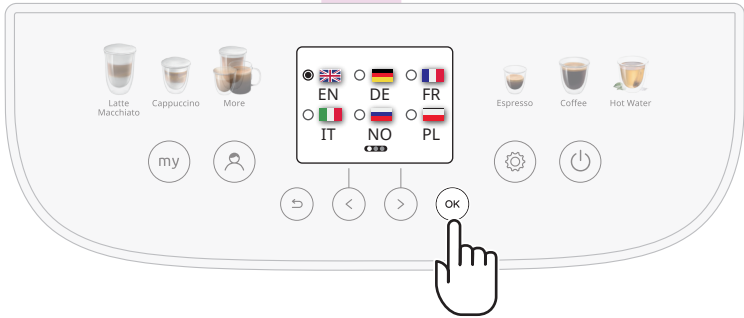 Latte
Macchiato
Cappuccino
More
EN
DE
FR
IT
NO
PL
Espresso
Coffee
Hot Water
my
OK